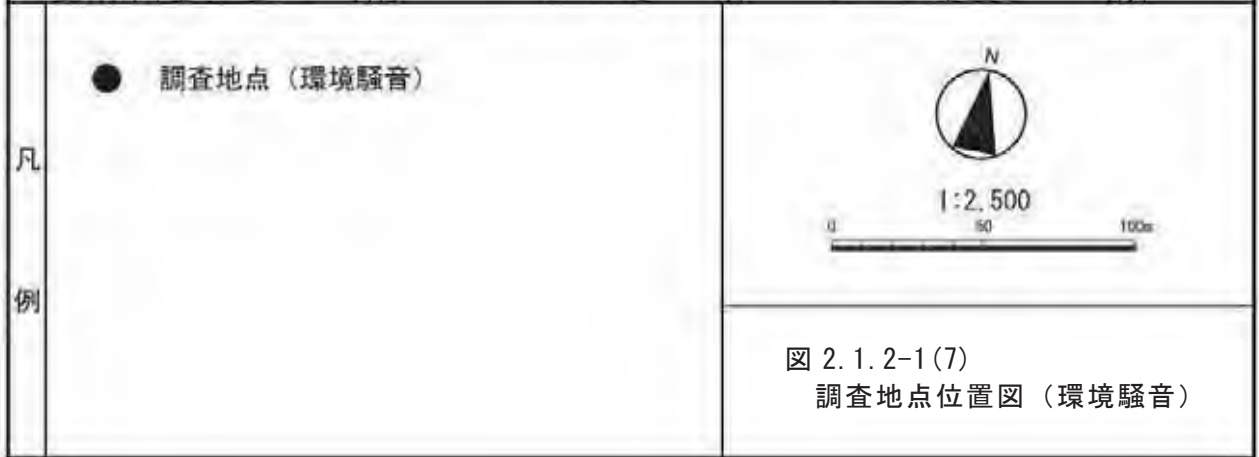 凡例
● 調査地点（環境騒音）
N
1:2,500
0 50 100m
図 2.1.2-1(7)
調査地点位置図（環境騒音）